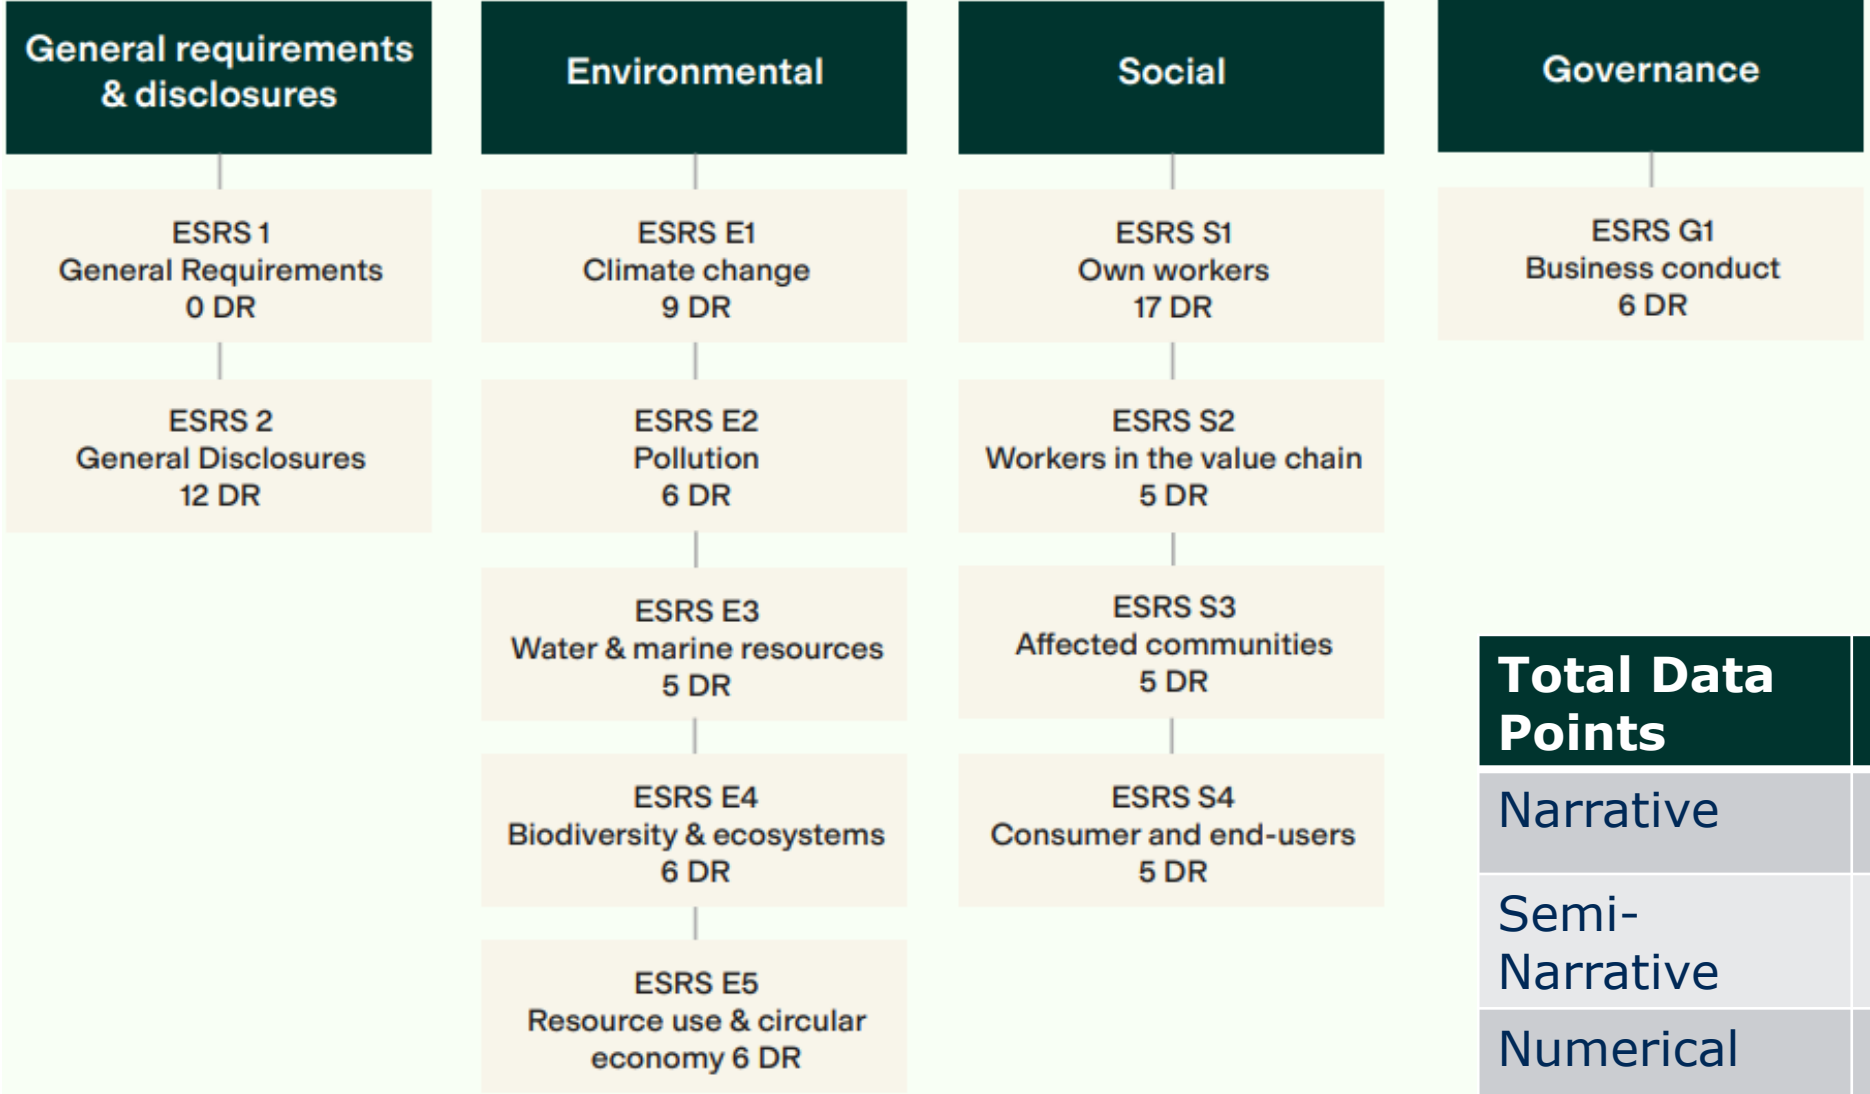 General requirements
& disclosures
ESRS 1
General Requirements
0 DR
ESRS 2
General Disclosures
12 DR
Environmental
ESRS E1
Climate change
9 DR
ESRS E2
Pollution
6 DR
ESRS E3
Water & marine resources
5 DR
ESRS E4
Biodiversity & ecosystems
6 DR
ESRS E5
Resource use & circular
economy 6 DR
Social
ESRS S1
Own workers
17 DR
ESRS S2
Workers in the value chain
5 DR
ESRS S3
Affected communities
5 DR
ESRS S4
Consumer and end-users
5 DR
Governance
ESRS G1
Business conduct
6 DR
Total Data
Points
Narrative
Semi-
Narrative
Numerical